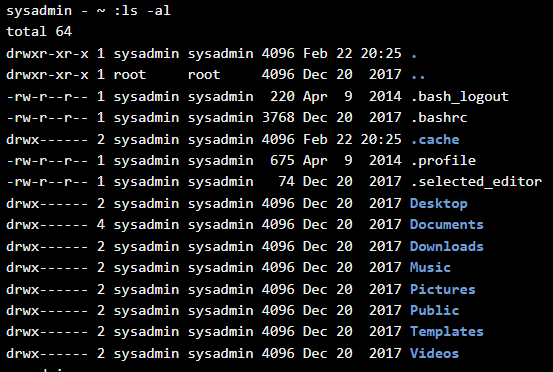 sysadmin - ~ :ls -al
total 64
drwxr-xr-x 1 sysadmin sysadmin 4096 Feb 22 20:25 .
drwxr-xr-x 1 root     root     4096 Dec 20  2017 ..
-rw-r--r-- 1 sysadmin sysadmin  220 Apr  9  2014 .bash_logout
-rw-r--r-- 1 sysadmin sysadmin 3768 Dec 20  2017 .bashrc
drwx------ 2 sysadmin sysadmin 4096 Feb 22 20:25 .cache
-rw-r--r-- 1 sysadmin sysadmin  675 Apr  9  2014 .profile
-rw-r--r-- 1 sysadmin sysadmin   74 Dec 20  2017 .selected_editor
drwx------ 2 sysadmin sysadmin 4096 Dec 20  2017 Desktop
drwx------ 4 sysadmin sysadmin 4096 Dec 20  2017 Documents
drwx------ 2 sysadmin sysadmin 4096 Dec 20  2017 Downloads
drwx------ 2 sysadmin sysadmin 4096 Dec 20  2017 Music
drwx------ 2 sysadmin sysadmin 4096 Dec 20  2017 Pictures
drwx------ 2 sysadmin sysadmin 4096 Dec 20  2017 Public
drwx------ 2 sysadmin sysadmin 4096 Dec 20  2017 Templates
drwx------ 2 sysadmin sysadmin 4096 Dec 20  2017 Videos